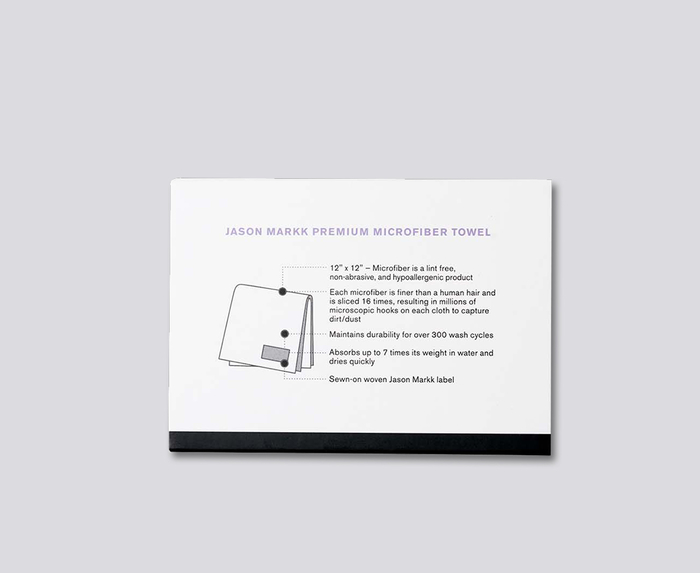 JASON MARKK PREMIUM MICROFIBER TOWEL
12" x 12" – Microfiber is a lint free,
non-abrasive, and hypoallergenic product
Each microfiber is finer than a human hair and
is sliced 16 times, resulting in millions of
microscopic hooks on each cloth to capture
dirt/dust
Maintains durability for over 300 wash cycles
Absorbs up to 7 times its weight in water and
dries quickly
Sewn-on woven Jason Markk label